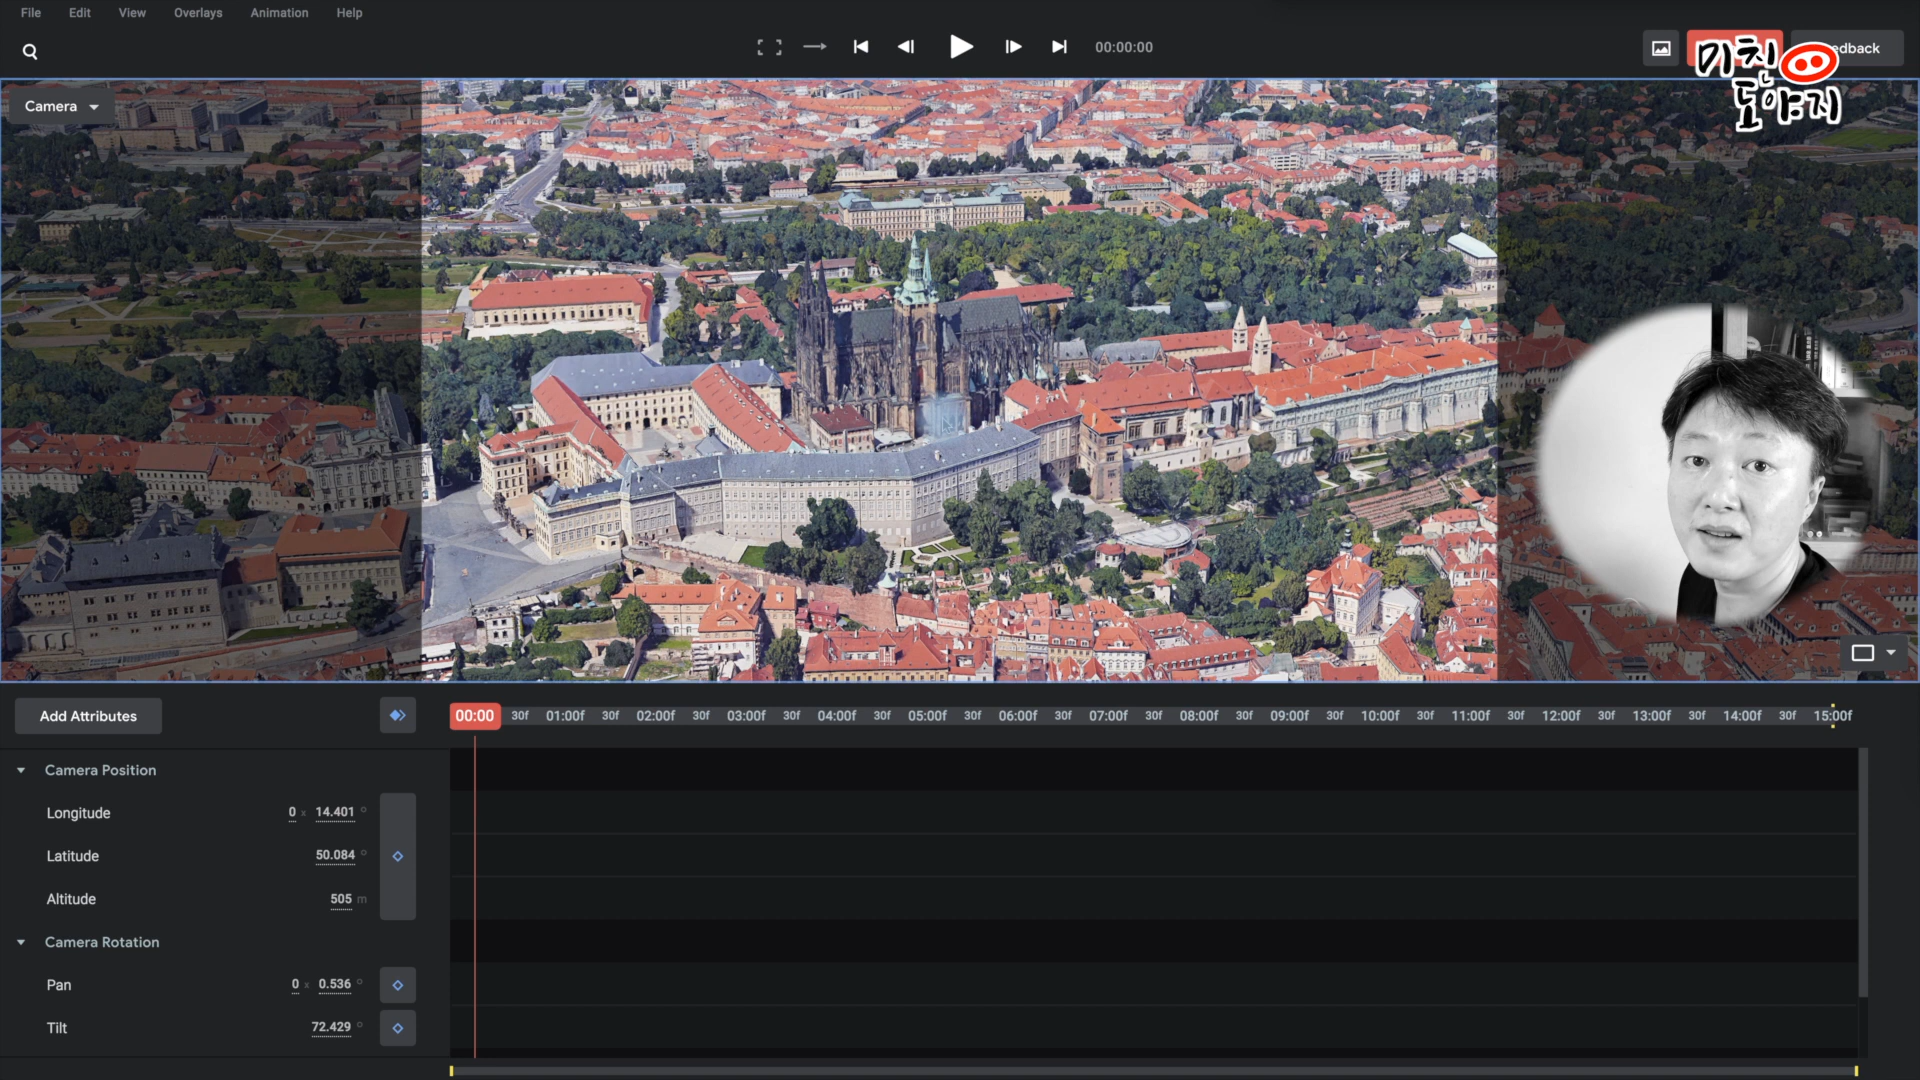 File Edit View Overlays Animation Help
00:00:00
edback
미친
도야지
Camera
Add Attributes
00:00 30f 01:00f 30f 02:00f 30f 03:00f 30f 04:00f 30f 05:00f 30f 06:00f 30f 07:00f 30f 08:00f 30f 09:00f 30f 10:00f 30f 11:00f 30f 12:00f 30f 13:00f 30f 14:00f 30f 15:00f
Camera Position
Longitude 0 x 14.401 °
Latitude 50.084 °
Altitude 505 m
Camera Rotation
Pan 0 x 0.536 °
Tilt 72.429 °